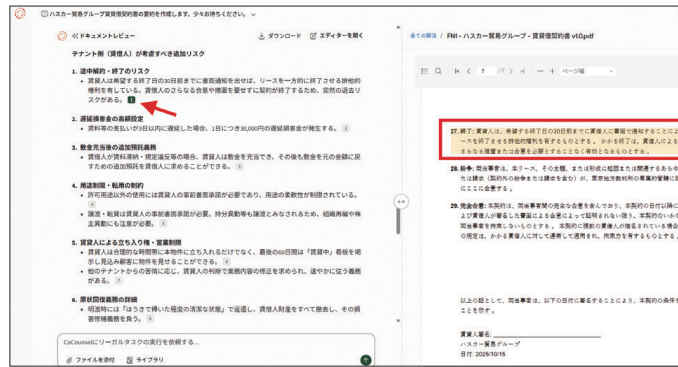 ハスカー貿易グループ賃貸借契約書の要約を作成します。少々お待ちください。
ドキュメントレビュー
ダウンロード
エディターを開く
テナント側（賃借人）が考慮すべき追加リスク
1. 途中解約・終了のリスク
• 賃貸人は希望する終了日の30日前までに書面通知を出せば、リースを一方的に終了させる排他的
権利を有している。賃借人のさらなる合意や措置を要せずに契約が終了するため、突然の退去リ
スクがある。 1
2. 遅延損害金の高額設定
• 賃料等の支払いが3日以内に遅延した場合、1日につき30,000円の遅延損害金が発生する。 2
3. 敷金充当後の追加預託義務
• 賃借人が賃料滞納・規定違反等の場合、賃貸人は敷金を充当でき、その後も敷金を元の金額に戻
すための追加預託を賃借人に求めることができる。 3
4. 用途制限・転用の制約
• 許可用途以外の使用には賃貸人の事前書面承諾が必要であり、用途の柔軟性が制限されている。
4
• 譲渡・転貸は賃貸人の事前書面承諾が必要。持分異動等も譲渡とみなされるため、組織再編や株
主異動にも注意が必要。 5
5. 賃貸人による立ち入り権・営業制限
• 賃貸人は合理的な時間帯に本物件に立ち入れるだけでなく、最後の60日間は「賃貸中」看板を掲
示し見込み顧客に物件を見せることができる。 6
• 他のテナントからの苦情に応じ、賃貸人の判断で業務内容の修正を求められ、速やかに従う義務
がある。 7
6. 原状回復義務の詳細
• 明渡時には「ほうきで掃いた程度の清潔な状態」で返還し、賃借人財産をすべて撤去し、その損
害修補義務を負う。 8
CoCounselにリーガルタスクの実行を依頼する...
ファイルを添付
ライブラリ
全ての脚注 / FNI - ハスカー貿易グループ - 賃貸借契約書 v1.0.pdf
7 /7
ページ幅
27. 終了: 賃貸人は、希望する終了日の30日前までに賃借人に書面で通知することによ
ースを終了させる排他的権利を有するものとする。かかる終了は、賃借人による
さらなる措置または合意を必要とすることなく有効となるものとする。
28. 紛争: 両当事者は、本リース、その主題、または形成に起因または関連するあらゆ
たは請求（契約外の紛争または請求を含む）が、東京地方裁判所の専属的管轄に服
にここに合意する。
29. 完全合意: 本契約は、両当事者間の完全な合意を含んでおり、本契約の日付以降に
よび賃借人が署名した書面による合意によって証明されない限り、本契約のいか
両当事者を拘束しないものとする。本契約に複数の賃借人が指名されている場合
の規定は、かかる賃借人に対して連帯して適用され、拘束力を有するものとする。
以上の証として、両当事者は、以下の日付に署名することにより、本契約の条件を
ことを示す。
賃貸人署名:
ハスカー貿易グループ
日付: 2025/10/15